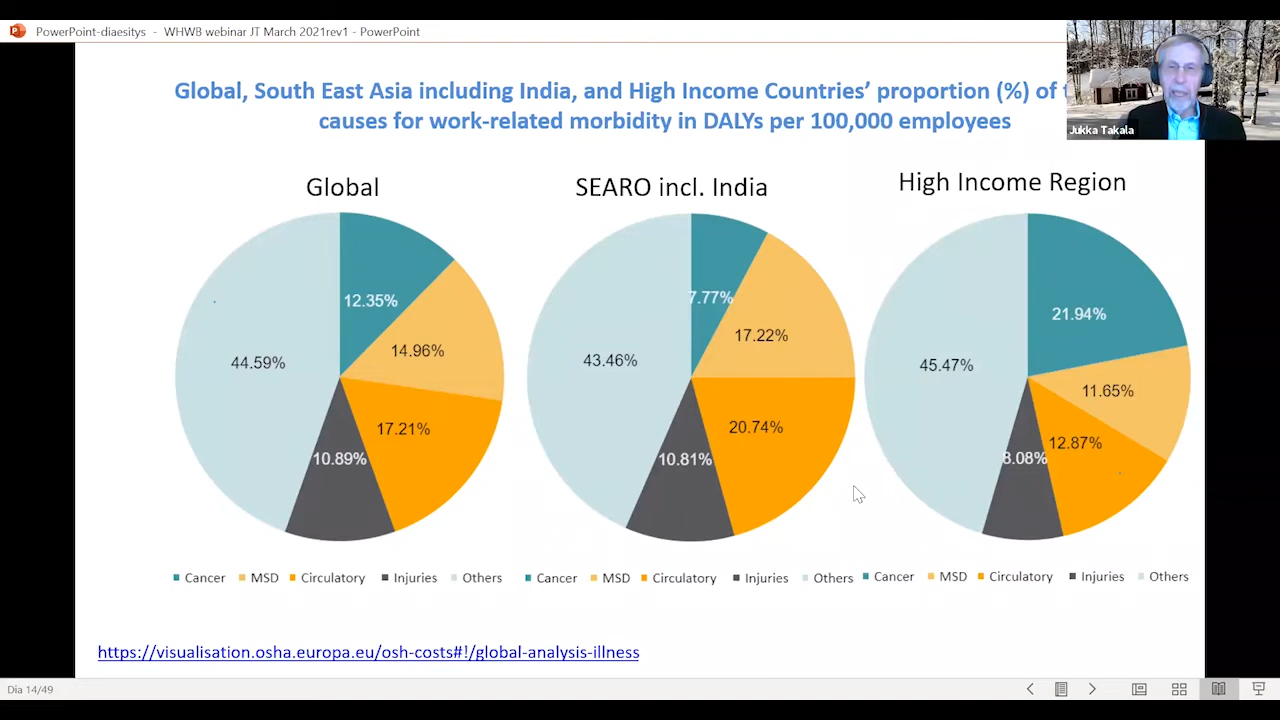 PowerPoint-diaesitys - WHWB webinar JT March 2021rev1 - PowerPoint
Jukka Takala
Global, South East Asia including India, and High Income Countries' proportion (%) of
causes for work-related morbidity in DALYs per 100,000 employees
Global
12.35%
14.96%
17.21%
10.89%
44.59%
Cancer MSD Circulatory Injuries Others
SEARO incl. India
7.77%
17.22%
20.74%
10.81%
43.46%
Cancer MSD Circulatory Injuries Others
High Income Region
21.94%
11.65%
12.87%
8.08%
45.47%
Cancer MSD Circulatory Injuries Others
https://visualisation.osha.europa.eu/osh-costs#!/global-analysis-illness
Dia 14/49